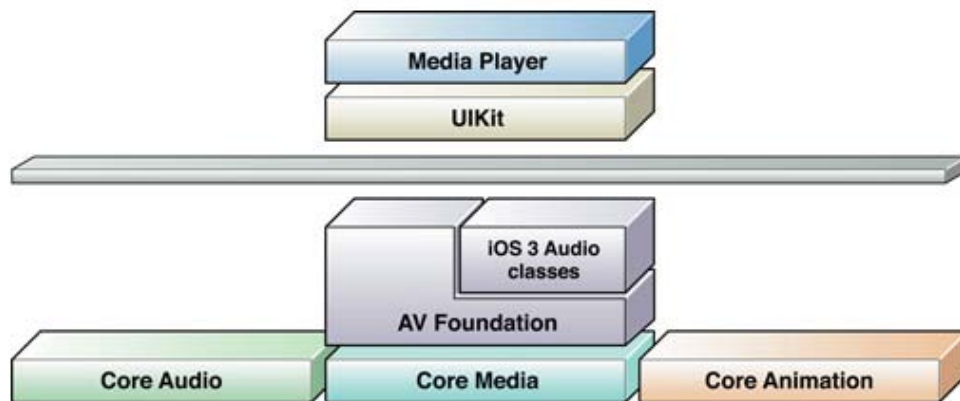 Media Player
UIKit
iOS 3 Audio
classes
AV Foundation
Core Audio
Core Media
Core Animation